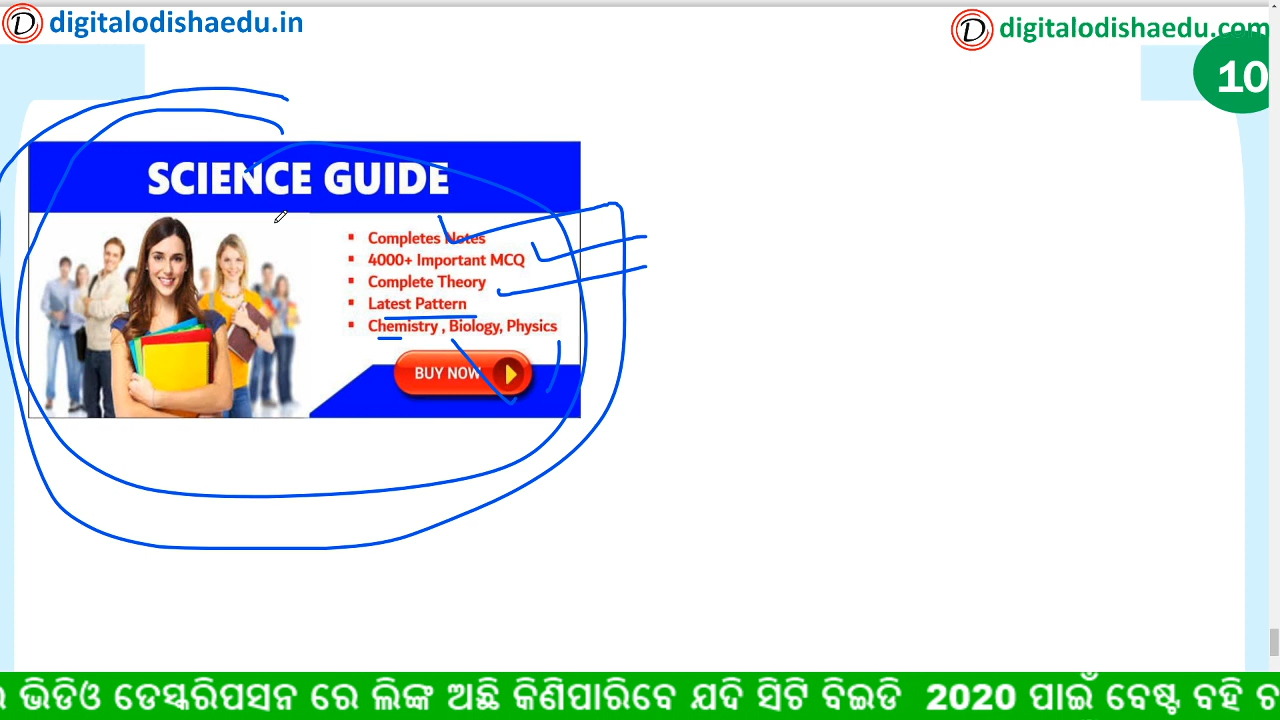 digitalodishaedu.in
digitalodishaedu.com
10
SCIENCE GUIDE
Completes Notes
4000+ Important MCQ
Complete Theory
Latest Pattern
Chemistry , Biology, Physics
BUY NOW
ଭିଡିଓ ଡେସ୍କରିପସନ ରେ ଲିଙ୍କ ଅଛି କିଣିପାରିବେ ଯଦି ସିଟି ବିଇଡି 2020 ପାଇଁ ବେଷ୍ଟ ବହି